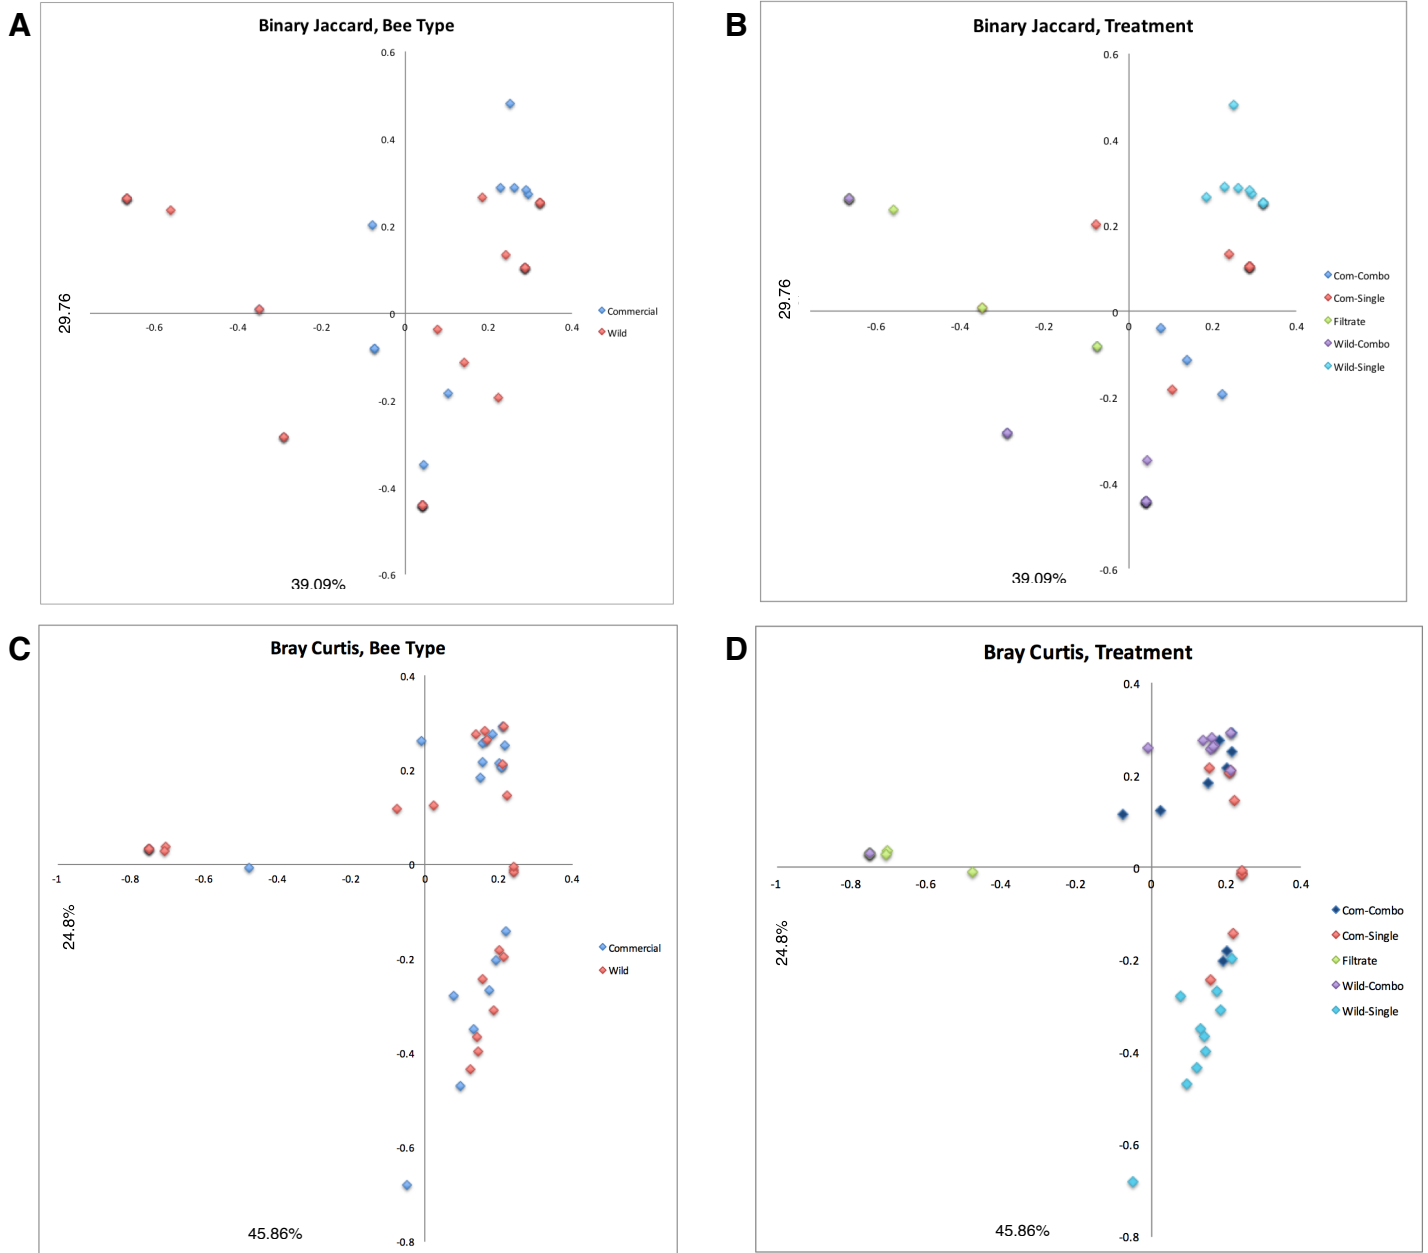 A
Binary Jaccard, Bee Type
0.6
0.4
0.2
0
-0.2
-0.4
-0.6
-0.6
-0.4
-0.2
0
0.2
0.4
29.76
39.09%
Commercial
Wild
B
Binary Jaccard, Treatment
0.6
0.4
0.2
0
-0.2
-0.4
-0.6
-0.6
-0.4
-0.2
0.2
0.4
29.76
39.09%
Com-Combo
Com-Single
Filtrate
Wild-Combo
Wild-Single
C
Bray Curtis, Bee Type
0.4
0.2
0
-0.2
-0.4
-0.6
-0.8
-1
-0.8
-0.6
-0.4
-0.2
0
0.2
0.4
24.8%
45.86%
Commercial
Wild
D
Bray Curtis, Treatment
0.4
0.2
0
-0.2
-0.4
-0.6
-0.8
-1
-0.8
-0.6
-0.4
-0.2
0
0.2
0.4
24.8%
45.86%
Com-Combo
Com-Single
Filtrate
Wild-Combo
Wild-Single